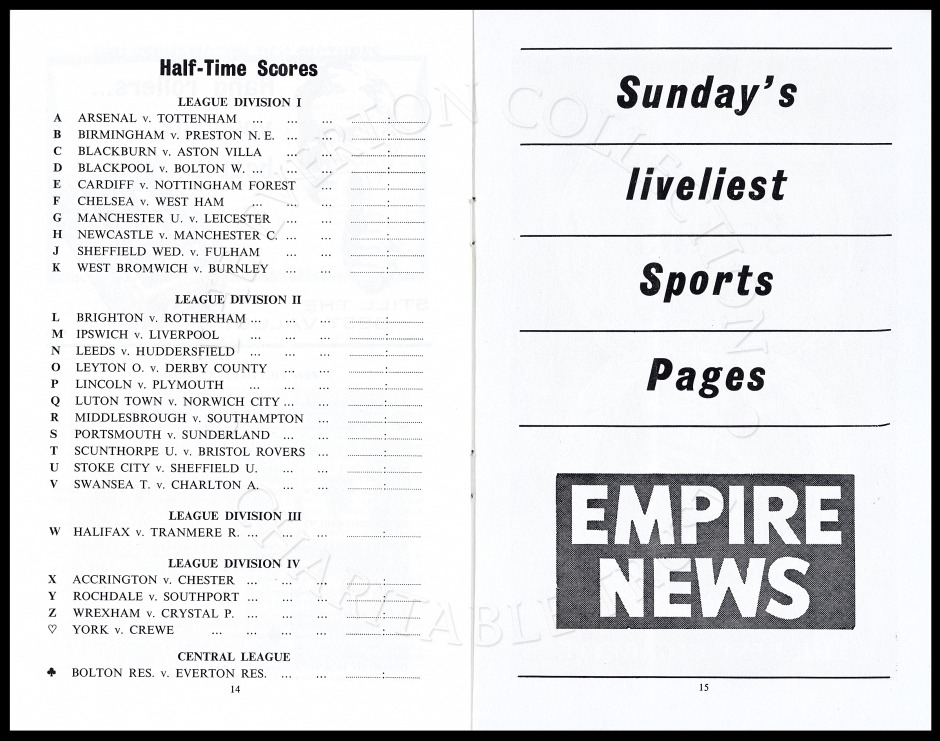 Half-Time Scores
LEAGUE DIVISION I
A ARSENAL v. TOTTENHAM ... ... ... :
B BIRMINGHAM v. PRESTON N. E. ... ... :
C BLACKBURN v. ASTON VILLA ... ... :
D BLACKPOOL v. BOLTON W. ... ... ... :
E CARDIFF v. NOTTINGHAM FOREST ... :
F CHELSEA v. WEST HAM ... ... ... :
G MANCHESTER U. v. LEICESTER ... ... :
H NEWCASTLE v. MANCHESTER C. ... ... :
J SHEFFIELD WED. v. FULHAM ... ... :
K WEST BROMWICH v. BURNLEY ... ... :
LEAGUE DIVISION II
L BRIGHTON v. ROTHERHAM ... ... ... :
M IPSWICH v. LIVERPOOL ... ... ... :
N LEEDS v. HUDDERSFIELD ... ... ... :
O LEYTON O. v. DERBY COUNTY ... ... :
P LINCOLN v. PLYMOUTH ... ... ... :
Q LUTON TOWN v. NORWICH CITY ... ... :
R MIDDLESBROUGH v. SOUTHAMPTON ... :
S PORTSMOUTH v. SUNDERLAND ... ... :
T SCUNTHORPE U. v. BRISTOL ROVERS ... :
U STOKE CITY v. SHEFFIELD U. ... ... :
V SWANSEA T. v. CHARLTON A. ... ... :
LEAGUE DIVISION III
W HALIFAX v. TRANMERE R. ... ... ... :
LEAGUE DIVISION IV
X ACCRINGTON v. CHESTER ... ... ... :
Y ROCHDALE v. SOUTHPORT ... ... ... :
Z WREXHAM v. CRYSTAL P. ... ... ... :
♡ YORK v. CREWE ... ... ... ... :
CENTRAL LEAGUE
♣ BOLTON RES. v. EVERTON RES. ... ... :
14
Sunday's
liveliest
Sports
Pages
EMPIRE
NEWS
15
EVERTON COLLECTION
CHARITABLE